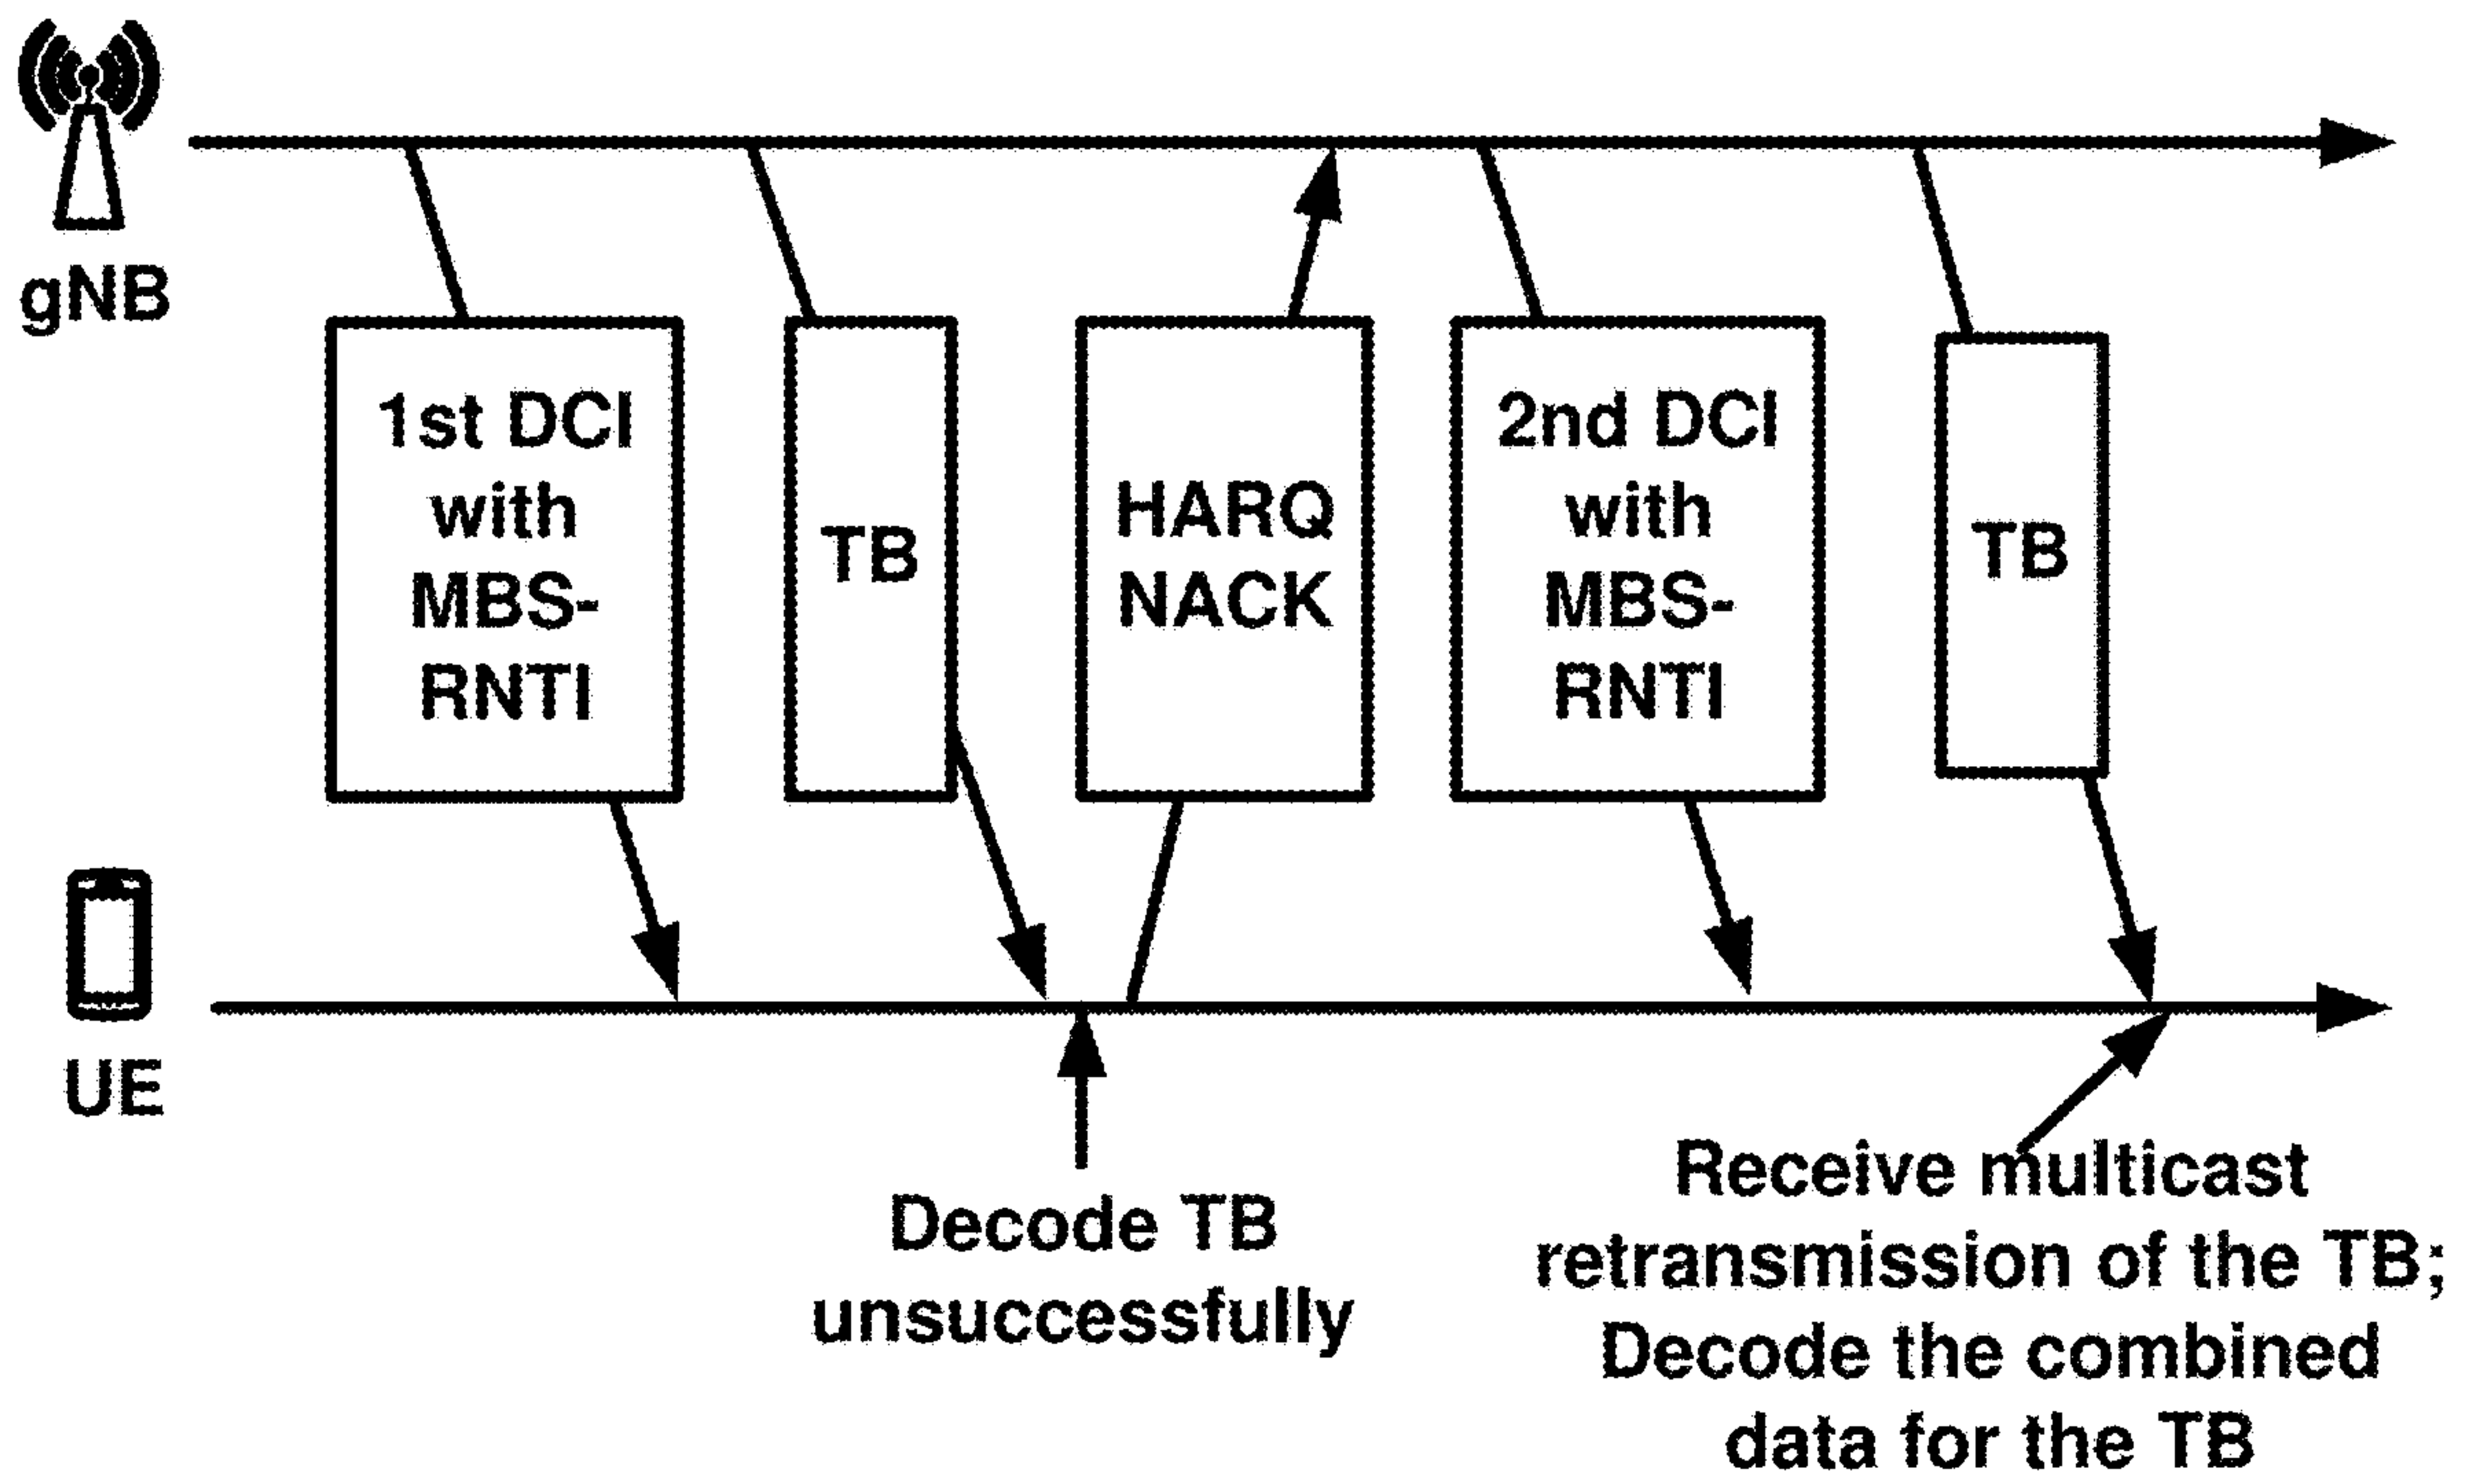 gNB
1st DCI
with
MBS-
RNTI
TB
HARQ
NACK
2nd DCI
with
MBS-
RNTI
TB
UE
Decode TB
unsuccessfully
Receive multicast
retransmission of the TB;
Decode the combined
data for the TB